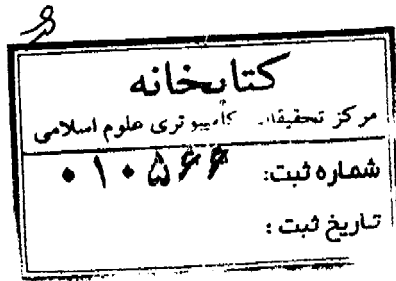 کتابخانه
مرکز تحقیقات کامپیوتری علوم اسلامی
شماره ثبت: ۰۱۰۵۶۶
تاریخ ثبت :